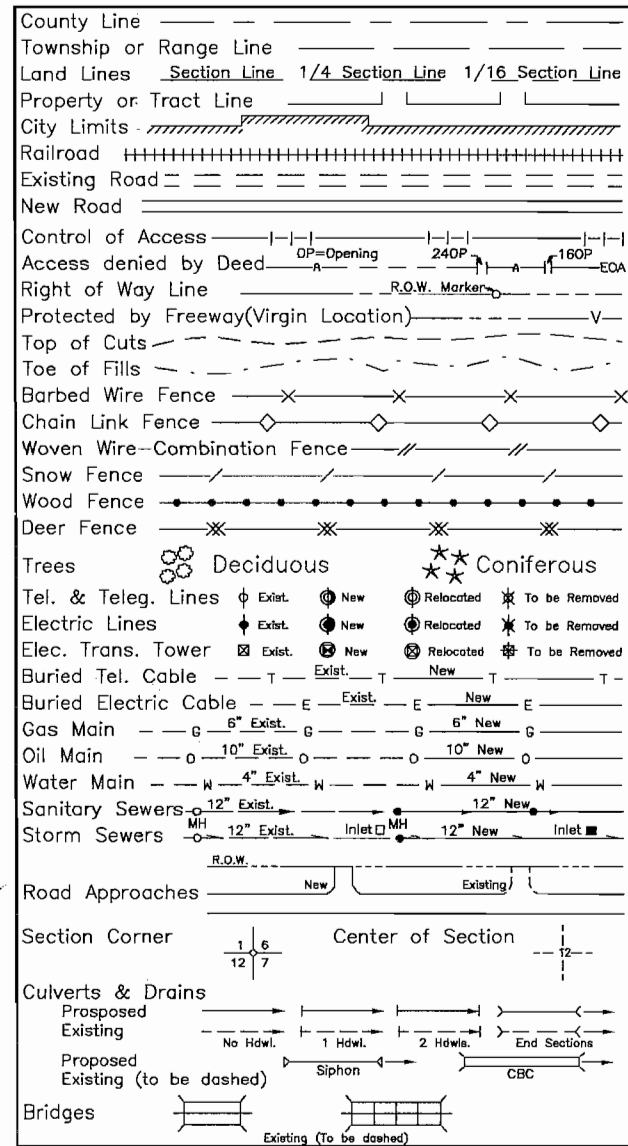 County Line
Township or Range Line
Land Lines Section Line 1/4 Section Line 1/16 Section Line
Property or Tract Line
City Limits
Railroad
Existing Road
New Road
Control of Access
OP=Opening 240P 160P
Access denied by Deed A A EOA
Right of Way Line R.O.W. Marker
Protected by Freeway(Virgin Location) V
Top of Cuts
Toe of Fills
Barbed Wire Fence
Chain Link Fence
Woven Wire-Combination Fence
Snow Fence
Wood Fence
Deer Fence
Trees Deciduous Coniferous
Tel. & Teleg. Lines Exist. New Relocated To be Removed
Electric Lines Exist. New Relocated To be Removed
Elec. Trans. Tower Exist. New Relocated To be Removed
Buried Tel. Cable T Exist. T New T T
Buried Electric Cable E Exist. E New E
Gas Main G 6" Exist. G G 6" New G
Oil Main O 10" Exist. O O 10" New O
Water Main W 4" Exist. W W 4" New W
Sanitary Sewers 12" Exist. 12" New
Storm Sewers MH 12" Exist. Inlet MH 12" New Inlet
R.O.W.
Road Approaches New Existing
Section Corner 1 6 Center of Section 12
12 7
Culverts & Drains
Prosposed
Existing No Hdwl. 1 Hdwl. 2 Hdwls. End Sections
Proposed
Existing (to be dashed) Siphon CBC
Bridges
Existing (To be dashed)